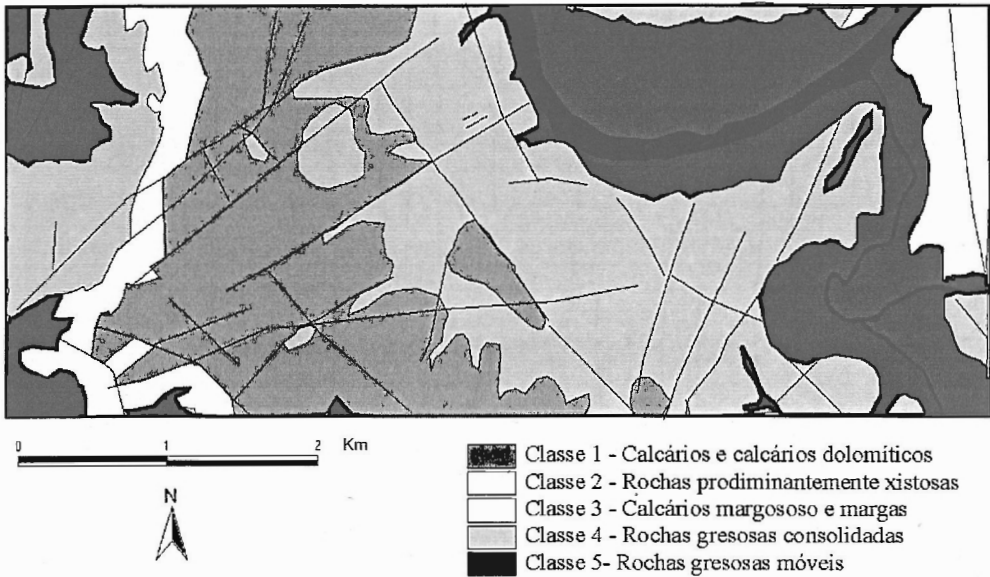 0 1 2 Km
N
Classe 1 - Calcários e calcários dolomíticos
Classe 2 - Rochas prodiminantemente xistosas
Classe 3 - Calcários margososo e margas
Classe 4 - Rochas gresosas consolidadas
Classe 5- Rochas gresosas móveis